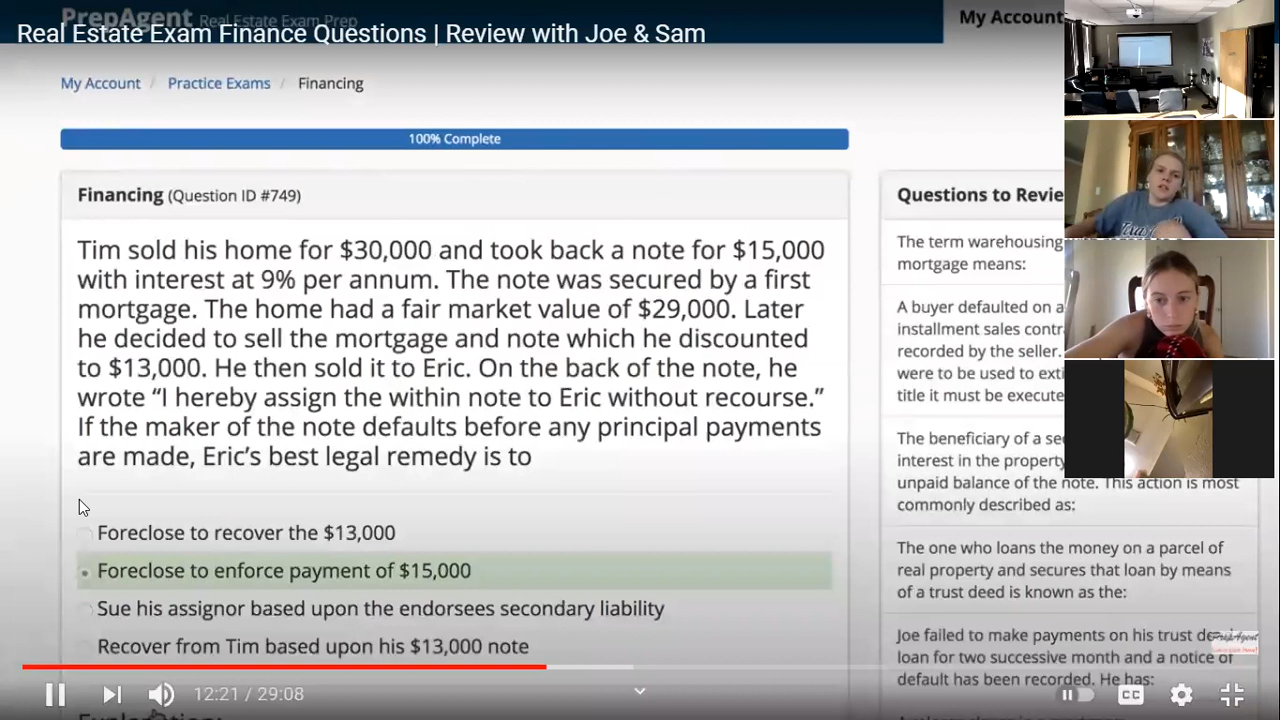 PrepAgent Real Estate Exam Prep
My Account
Real Estate Exam Finance Questions | Review with Joe & Sam
My Account / Practice Exams / Financing
100% Complete
Financing (Question ID #749)
Tim sold his home for $30,000 and took back a note for $15,000
with interest at 9% per annum. The note was secured by a first
mortgage. The home had a fair market value of $29,000. Later
he decided to sell the mortgage and note which he discounted
to $13,000. He then sold it to Eric. On the back of the note, he
wrote “I hereby assign the within note to Eric without recourse.”
If the maker of the note defaults before any principal payments
are made, Eric’s best legal remedy is to
Foreclose to recover the $13,000
Foreclose to enforce payment of $15,000
Sue his assignor based upon the endorsees secondary liability
Recover from Tim based upon his $13,000 note
Explanation:
Questions to Revie
The term warehousing
mortgage means:
A buyer defaulted on a
installment sales contr
recorded by the seller.
were to be used to exti
title it must be execute
The beneficiary of a se
interest in the property
unpaid balance of the note. This action is most
commonly described as:
The one who loans the money on a parcel of
real property and secures that loan by means
of a trust deed is known as the:
Joe failed to make payments on his trust deed
loan for two successive month and a notice of
default has been recorded. He has:
PrepAgent
12:21 / 29:08
CC